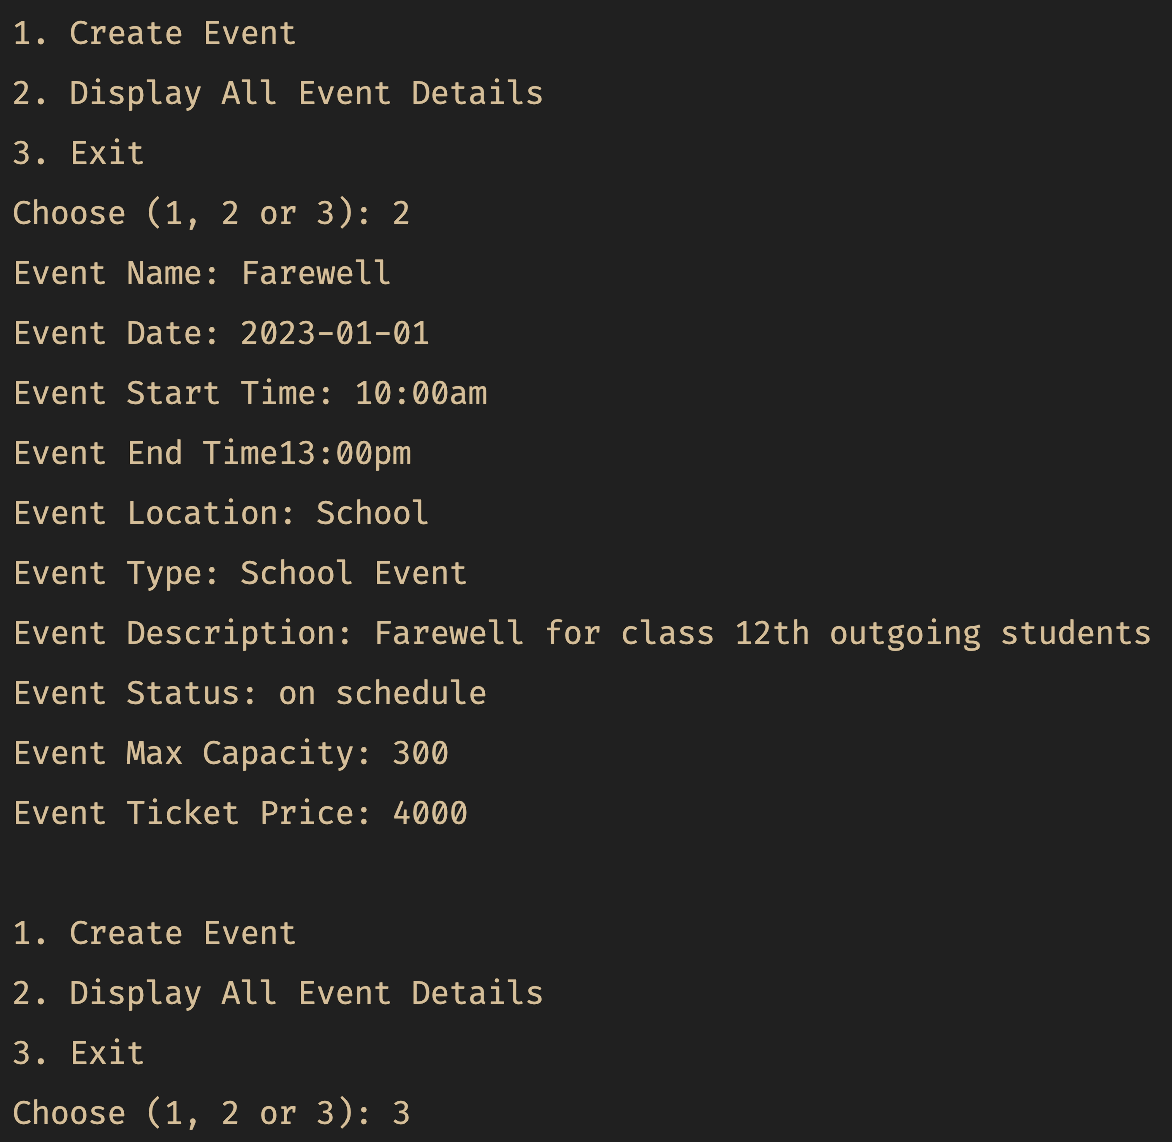 1. Create Event
2. Display All Event Details
3. Exit
Choose (1, 2 or 3): 2
Event Name: Farewell
Event Date: 2023-01-01
Event Start Time: 10:00am
Event End Time13:00pm
Event Location: School
Event Type: School Event
Event Description: Farewell for class 12th outgoing students
Event Status: on schedule
Event Max Capacity: 300
Event Ticket Price: 4000

1. Create Event
2. Display All Event Details
3. Exit
Choose (1, 2 or 3): 3